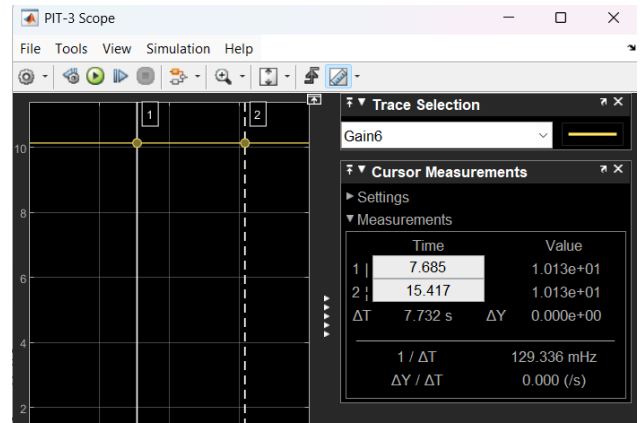 PIT-3 Scope
File Tools View Simulation Help
1
2
10
8
6
4
2
Trace Selection
Gain6
Cursor Measurements
Settings
Measurements
Time Value
1 7.685 1.013e+01
2 15.417 1.013e+01
ΔT 7.732 s ΔY 0.000e+00
1 / ΔT 129.336 mHz
ΔY / ΔT 0.000 (/s)